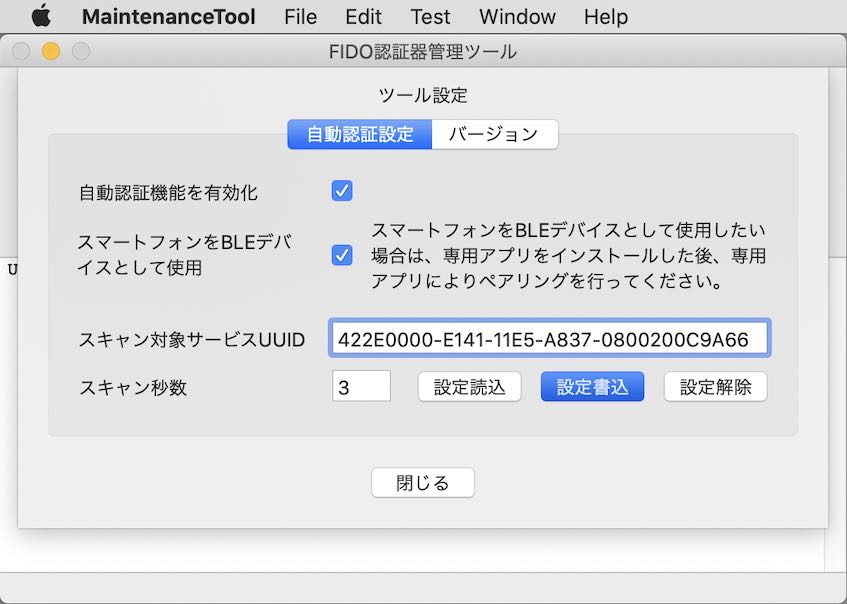 MaintenanceTool File Edit Test Window Help
FIDO認証器管理ツール
ツール設定
自動認証設定 バージョン
自動認証機能を有効化
スマートフォンをBLEデバ
イスとして使用
スマートフォンをBLEデバイスとして使用したい
場合は、専用アプリをインストールした後、専用
アプリによりペアリングを行ってください。
U
スキャン対象サービスUUID 422E0000-E141-11E5-A837-0800200C9A66
スキャン秒数 3 設定読込 設定書込 設定解除
閉じる